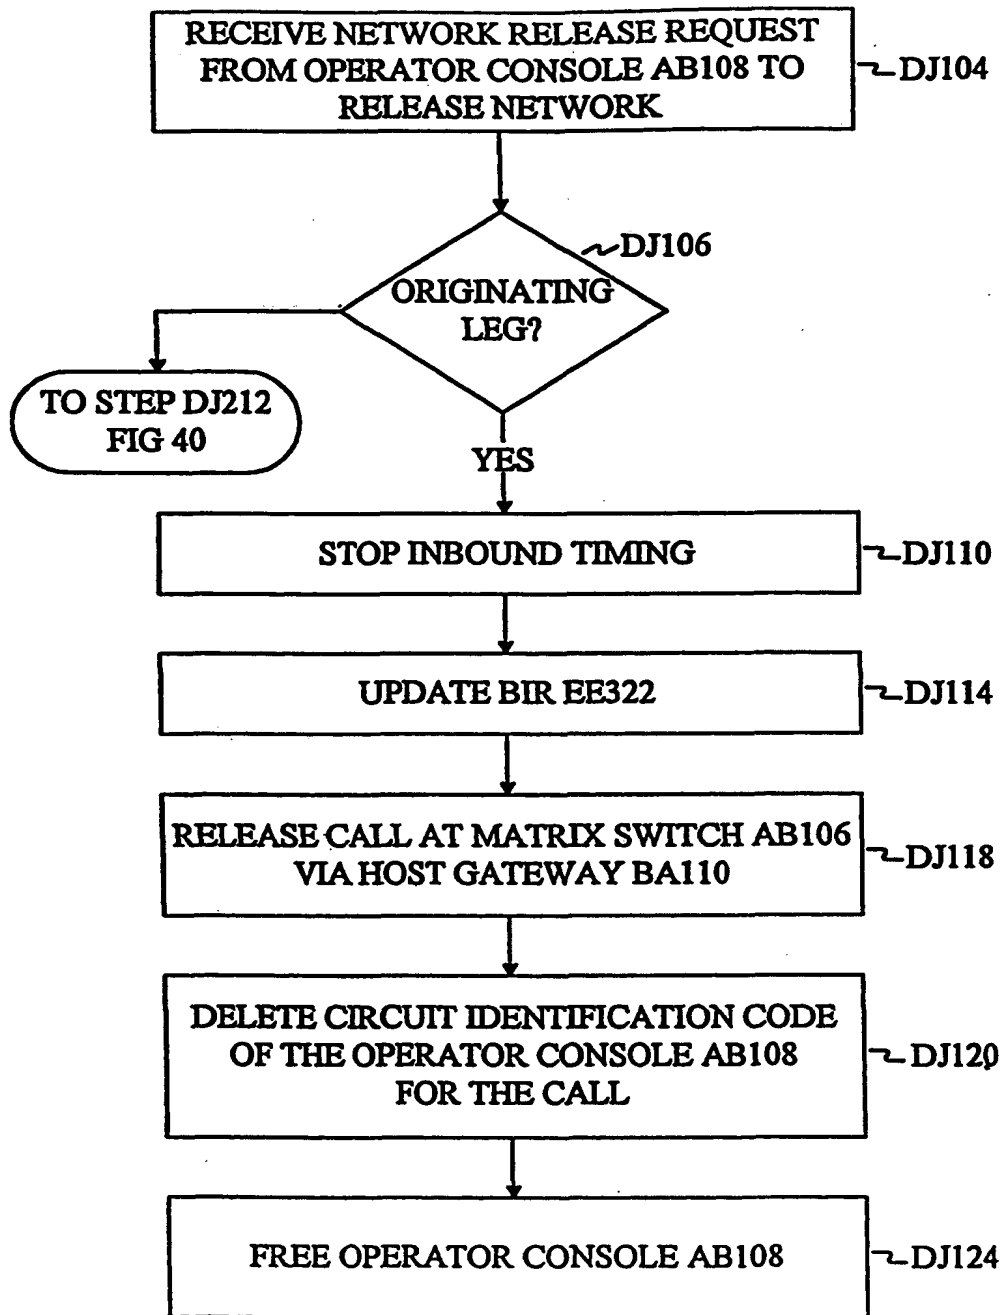 RECEIVE NETWORK RELEASE REQUEST
FROM OPERATOR CONSOLE AB108 TO
RELEASE NETWORK
DJ104
DJ106
ORIGINATING
LEG?
TO STEP DJ212
FIG 40
YES
STOP INBOUND TIMING
DJ110
UPDATE BIR EE322
DJ114
RELEASE CALL AT MATRIX SWITCH AB106
VIA HOST GATEWAY BA110
DJ118
DELETE CIRCUIT IDENTIFICATION CODE
OF THE OPERATOR CONSOLE AB108
FOR THE CALL
DJ120
FREE OPERATOR CONSOLE AB108
DJ124